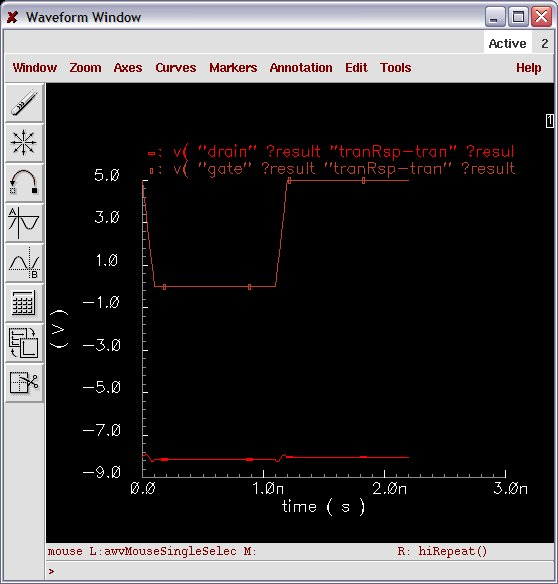 Waveform Window
Active 2
Window Zoom Axes Curves Markers Annotation Edit Tools Help
1
-: v( "drain" ?result "tranRsp-tran" ?resul
▯: v( "gate" ?result "tranRsp-tran" ?result
5.0
3.0
1.0
-1.0
-3.0
-5.0
-7.0
-9.0
(V)
0.0 1.0n 2.0n 3.0n
time ( s )
A
B
mouse L:awvMouseSingleSelec M: R: hiRepeat()
>